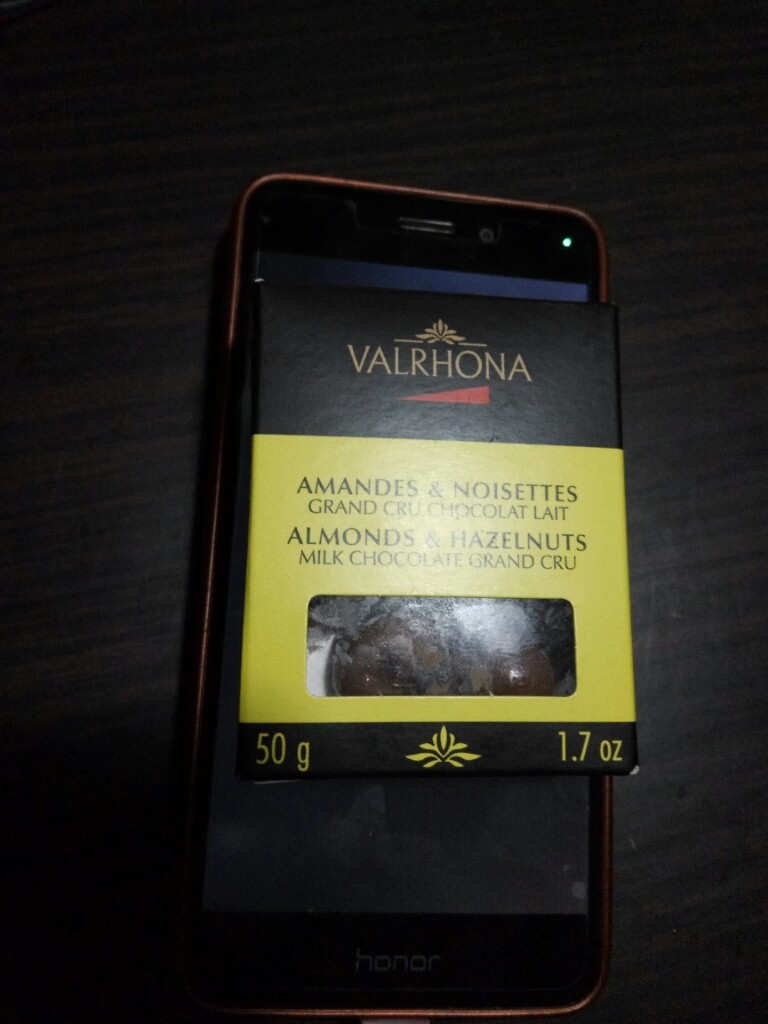 VALRHONA
AMANDES & NOISETTES
GRAND CRU CHOCOLAT LAIT
ALMONDS & HAZELNUTS
MILK CHOCOLATE GRAND CRU
50 g 1.7 oz
honor